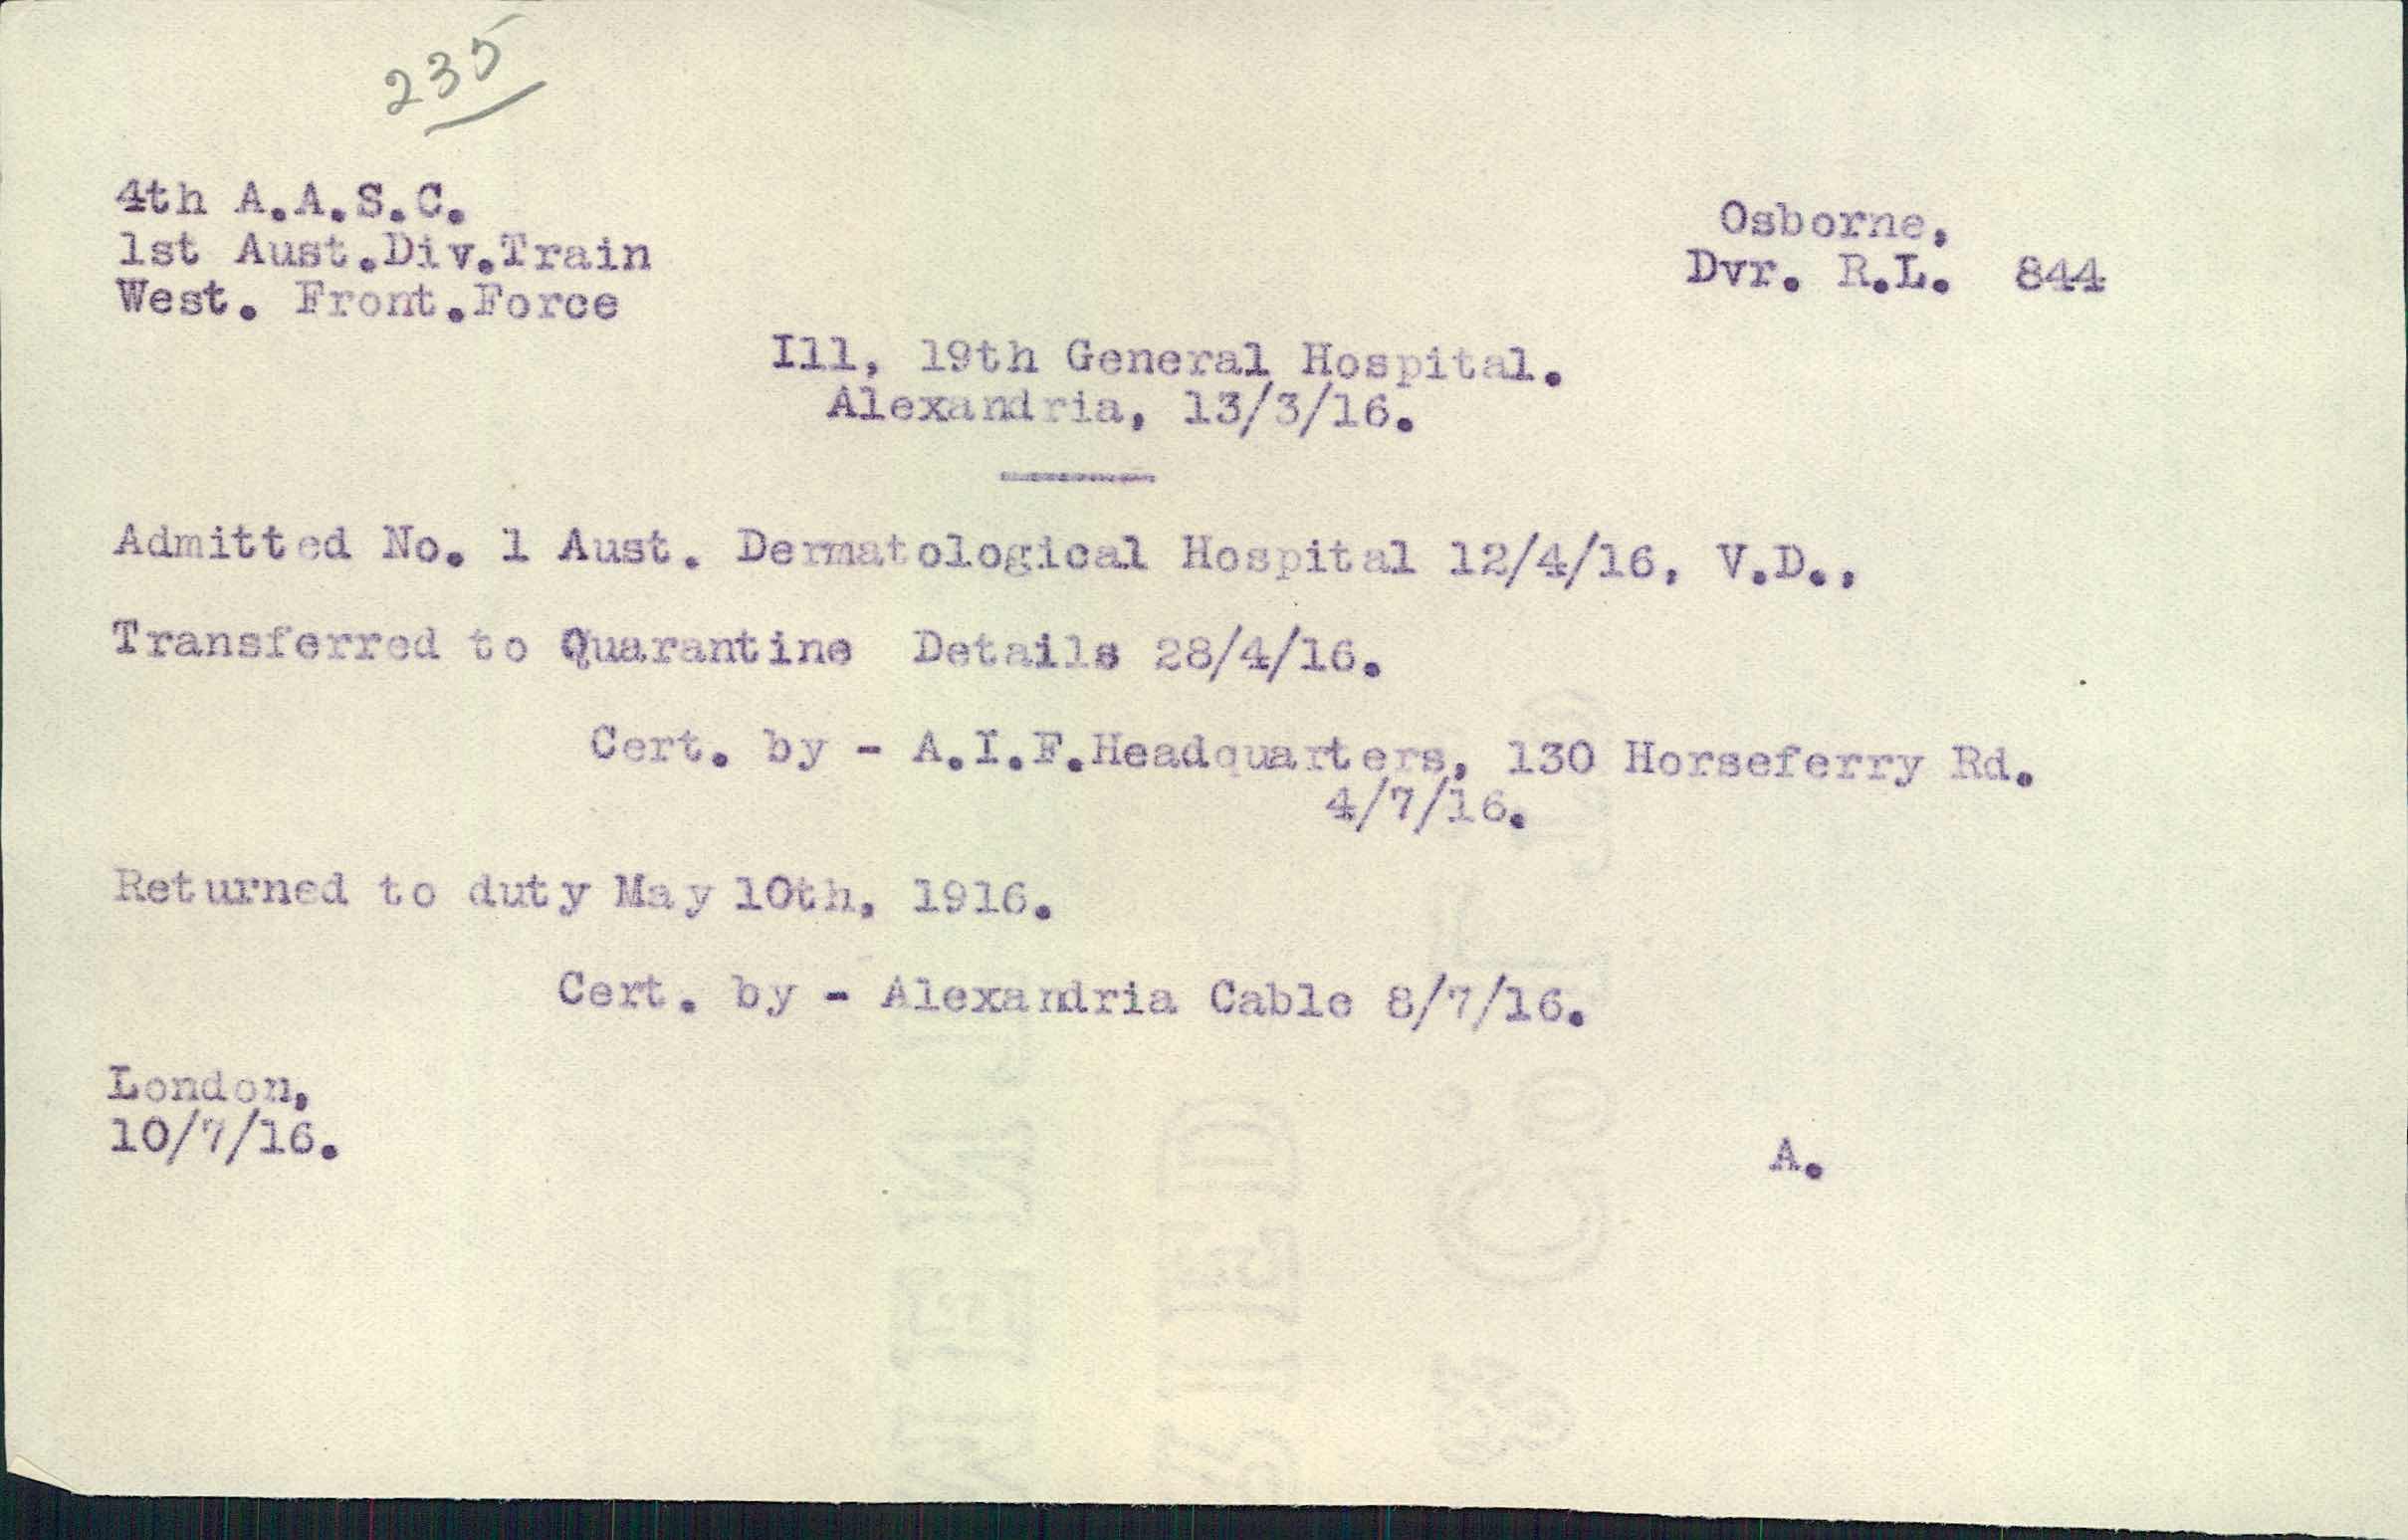 235
4th A.A.S.C.
1st Aust.Div.Train
West. Front.Force
Osborne,
Dvr. R.L. 844
Ill, 19th General Hospital.
Alexandria, 13/3/16.
Admitted No. 1 Aust. Dermatological Hospital 12/4/16, V.D.,
Transferred to Quarantine Details 28/4/16.
Cert. by - A.I.F.Headquarters, 130 Horseferry Rd.
4/7/16.
Returned to duty May 10th, 1916.
Cert. by - Alexandria Cable 8/7/16.
London,
10/7/16.
A.